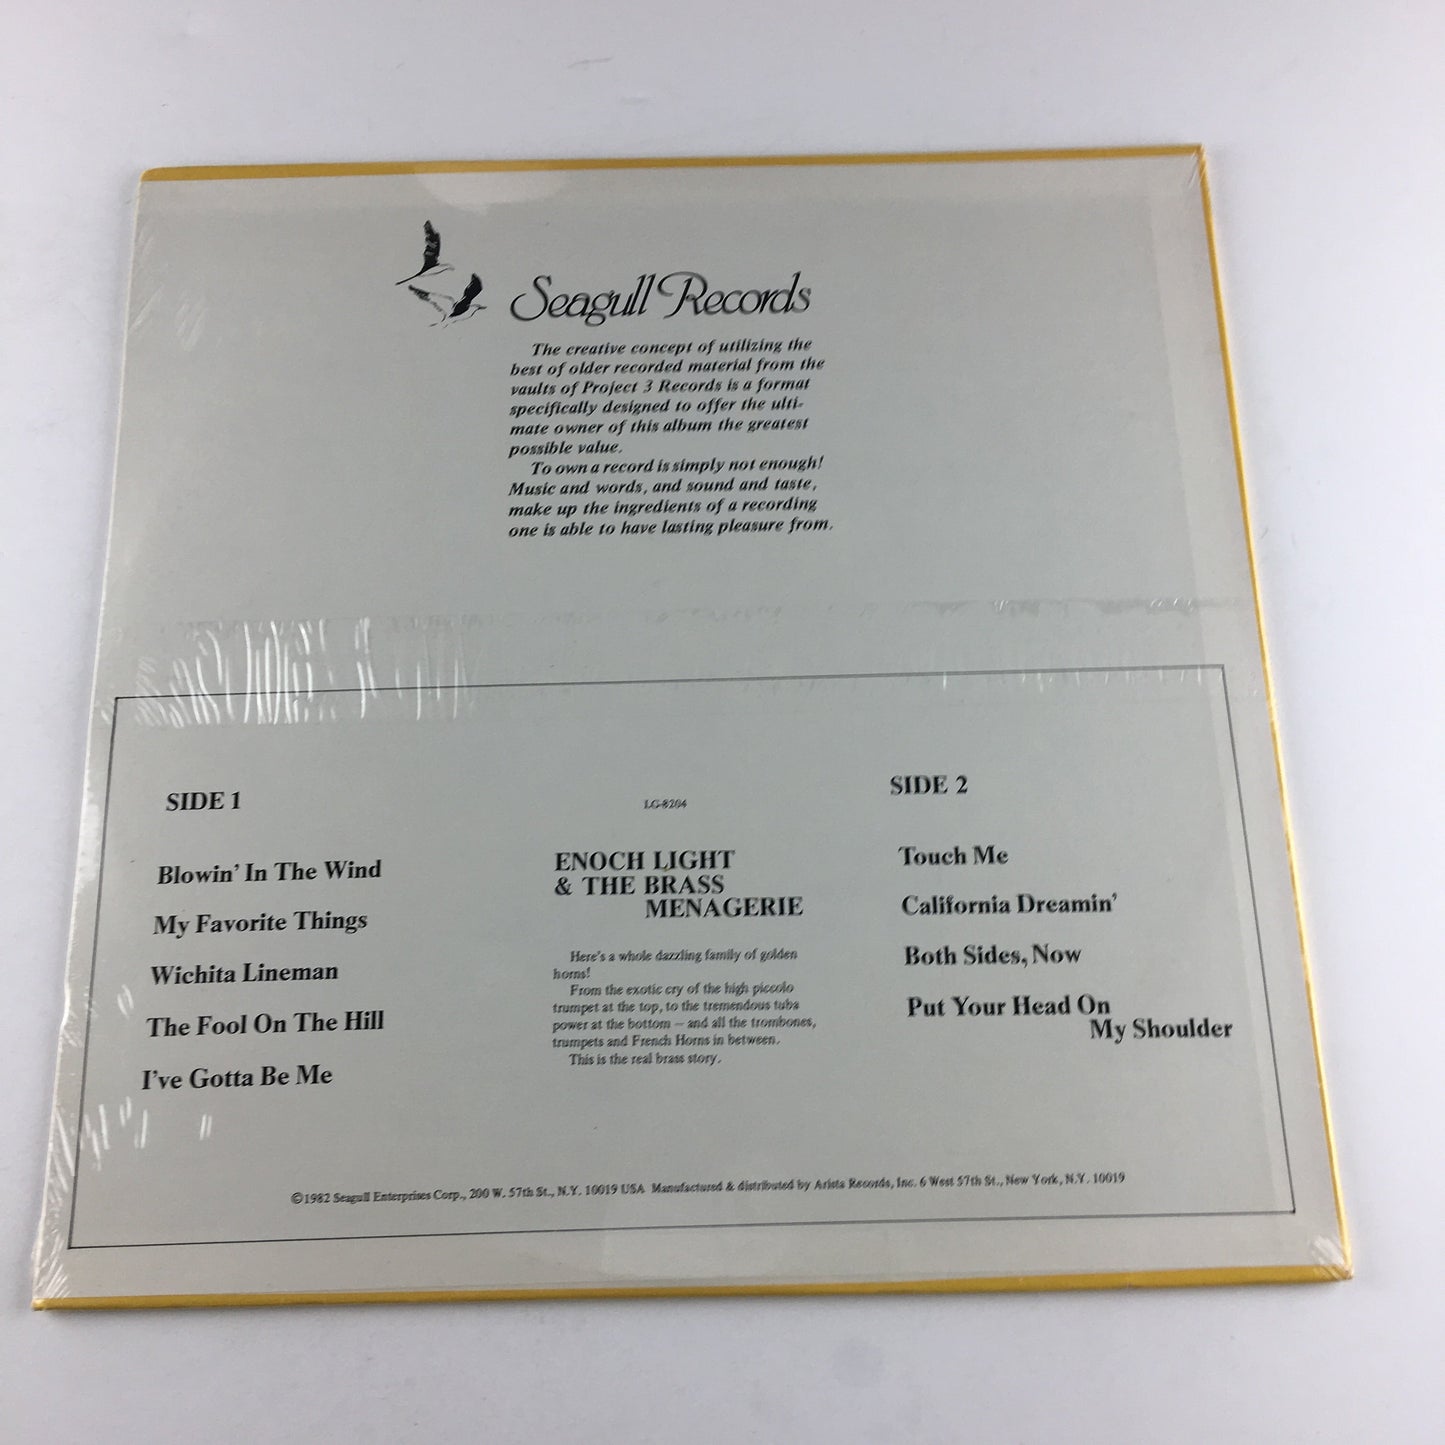 Seagull Records
The creative concept of utilizing the
best of older recorded material from the
vaults of Project 3 Records is a format
specifically designed to offer the ulti-
mate owner of this album the greatest
possible value.
To own a record is simply not enough!
Music and words, and sound and taste,
make up the ingredients of a recording
one is able to have lasting pleasure from.
SIDE 1
Blowin' In The Wind
My Favorite Things
Wichita Lineman
The Fool On The Hill
I've Gotta Be Me
LG-8204
ENOCH LIGHT
& THE BRASS
MENAGERIE
Here's a whole dazzling family of golden
horns!
From the exotic cry of the high piccolo
trumpet at the top, to the tremendous tuba
power at the bottom – and all the trombones,
trumpets and French Horns in between.
This is the real brass story.
SIDE 2
Touch Me
California Dreamin'
Both Sides, Now
Put Your Head On
My Shoulder
©1982 Seagull Enterprises Corp., 200 W. 57th St., N.Y. 10019 USA Manufactured & distributed by Arista Records, Inc. 6 West 57th St., New York, N.Y. 10019